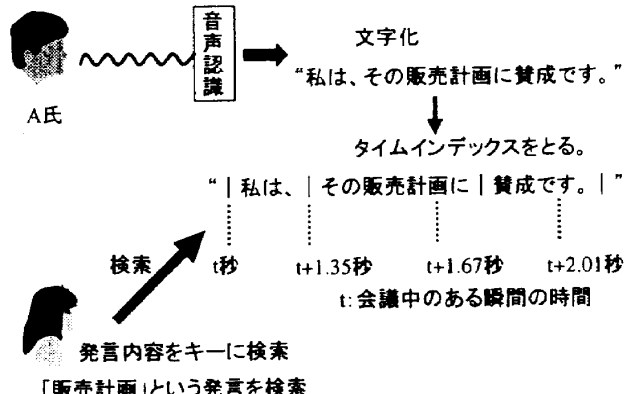 音声認識
文字化
“私は、その販売計画に賛成です。”
A氏
タイムインデックスをとる。
“｜私は、｜その販売計画に｜賛成です。｜”
検索
t秒 t+1.35秒 t+1.67秒 t+2.01秒
t:会議中のある瞬間の時間
発言内容をキーに検索
「販売計画」という発言を検索